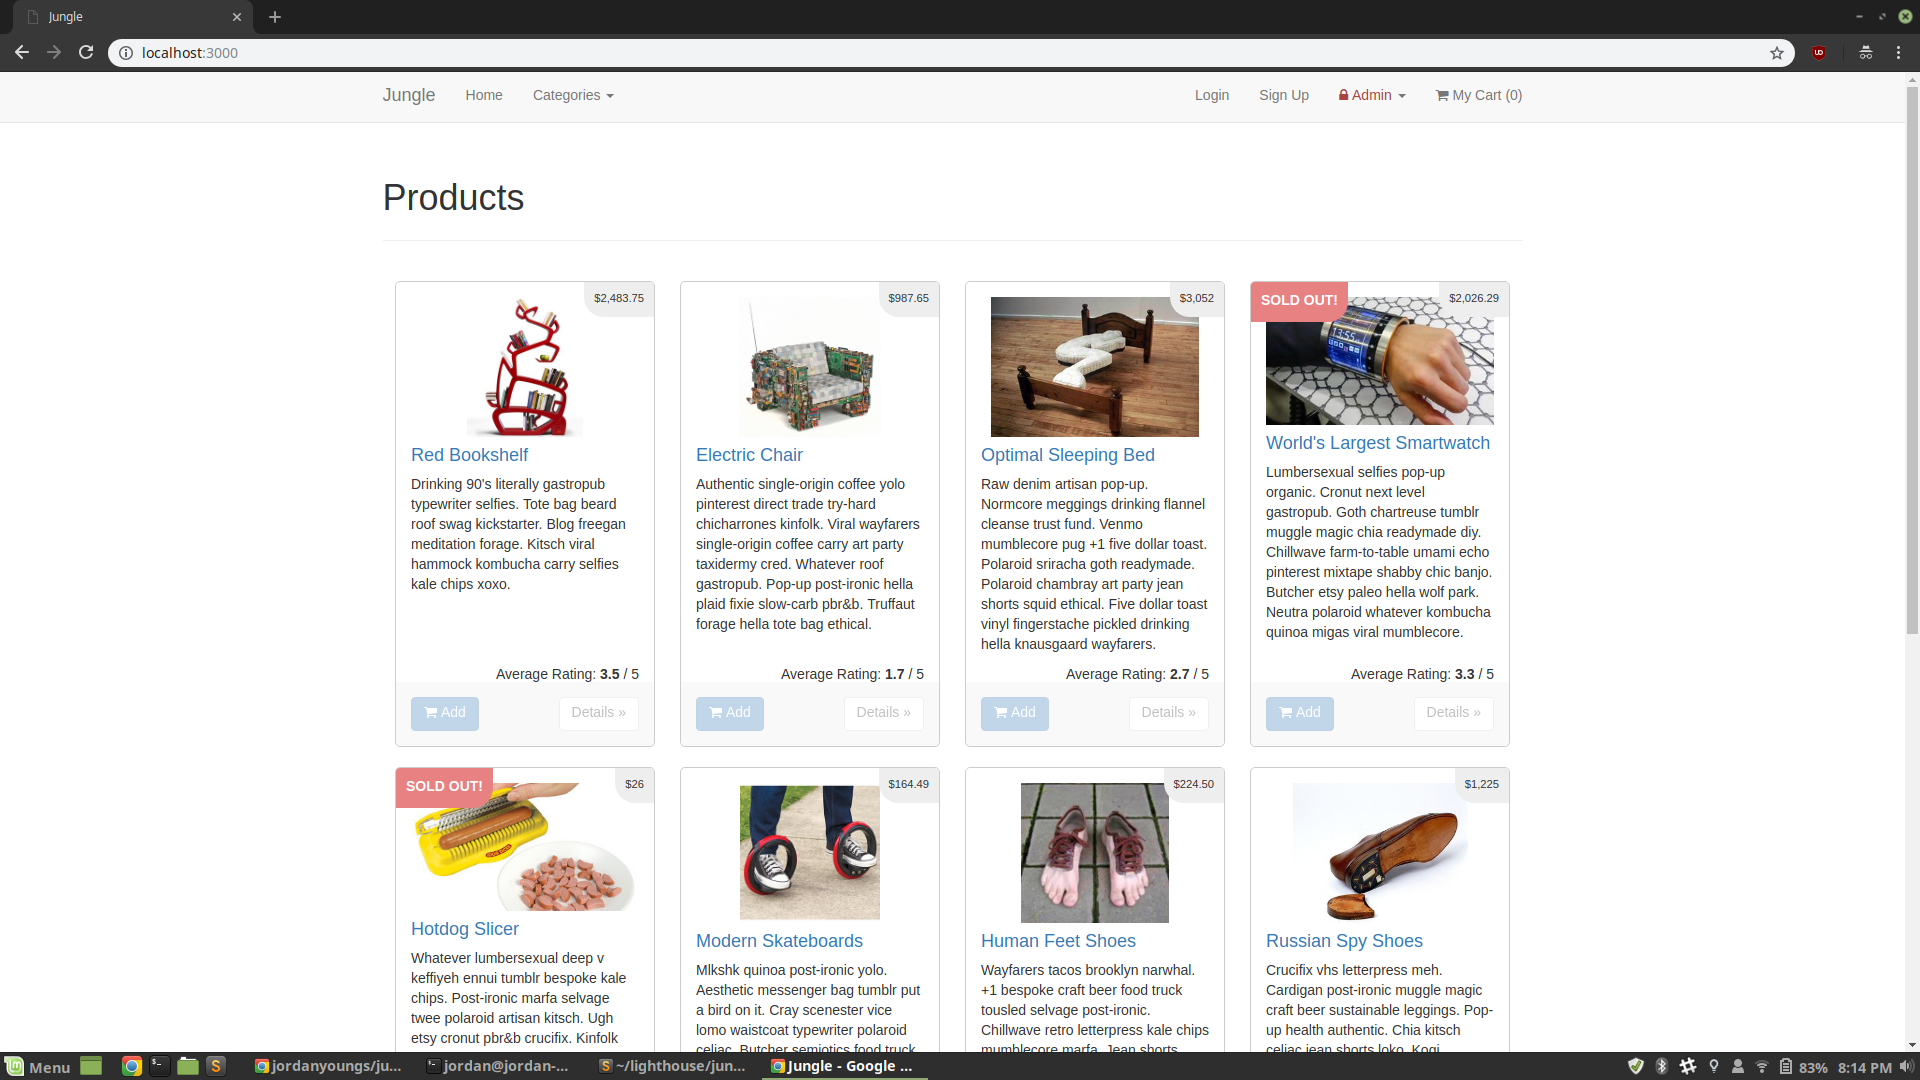 Jungle
localhost:3000
Jungle Home Categories Login Sign Up Admin My Cart (0)
Products
$2,483.75
Red Bookshelf
Drinking 90's literally gastropub
typewriter selfies. Tote bag beard
roof swag kickstarter. Blog freegan
meditation forage. Kitsch viral
hammock kombucha carry selfies
kale chips xoxo.
Average Rating: 3.5 / 5
Add Details »
$987.65
Electric Chair
Authentic single-origin coffee yolo
pinterest direct trade try-hard
chicharrones kinfolk. Viral wayfarers
single-origin coffee carry art party
taxidermy cred. Whatever roof
gastropub. Pop-up post-ironic hella
plaid fixie slow-carb pbr&b. Truffaut
forage hella tote bag ethical.
Average Rating: 1.7 / 5
Add Details »
$3,052
Optimal Sleeping Bed
Raw denim artisan pop-up.
Normcore meggings drinking flannel
cleanse trust fund. Venmo
mumblecore pug +1 five dollar toast.
Polaroid sriracha goth readymade.
Polaroid chambray art party jean
shorts squid ethical. Five dollar toast
vinyl fingerstache pickled drinking
hella knausgaard wayfarers.
Average Rating: 2.7 / 5
Add Details »
SOLD OUT! $2,026.29
13:55
World's Largest Smartwatch
Lumbersexual selfies pop-up
organic. Cronut next level
gastropub. Goth chartreuse tumblr
muggle magic chia readymade diy.
Chillwave farm-to-table umami echo
pinterest mixtape shabby chic banjo.
Butcher etsy paleo hella wolf park.
Neutra polaroid whatever kombucha
quinoa migas viral mumblecore.
Average Rating: 3.3 / 5
Add Details »
SOLD OUT! $26
Hotdog Slicer
Whatever lumbersexual deep v
keffiyeh ennui tumblr bespoke kale
chips. Post-ironic marfa selvage
twee polaroid artisan kitsch. Ugh
etsy cronut pbr&b crucifix. Kinfolk
$164.49
Modern Skateboards
Mlkshk quinoa post-ironic yolo.
Aesthetic messenger bag tumblr put
a bird on it. Cray scenester vice
lomo waistcoat typewriter polaroid
celiac. Butcher semiotics food truck
$224.50
Human Feet Shoes
Wayfarers tacos brooklyn narwhal.
+1 bespoke craft beer food truck
tousled selvage post-ironic.
Chillwave retro letterpress kale chips
mumblecore marfa. Jean shorts
$1,225
Russian Spy Shoes
Crucifix vhs letterpress meh.
Cardigan post-ironic muggle magic
craft beer sustainable leggings. Pop-
up health authentic. Chia kitsch
celiac jean shorts loko. Kogi
Menu jordanyoungs/ju... jordan@jordan-... ~/lighthouse/jun... Jungle - Google ... 83% 8:14 PM